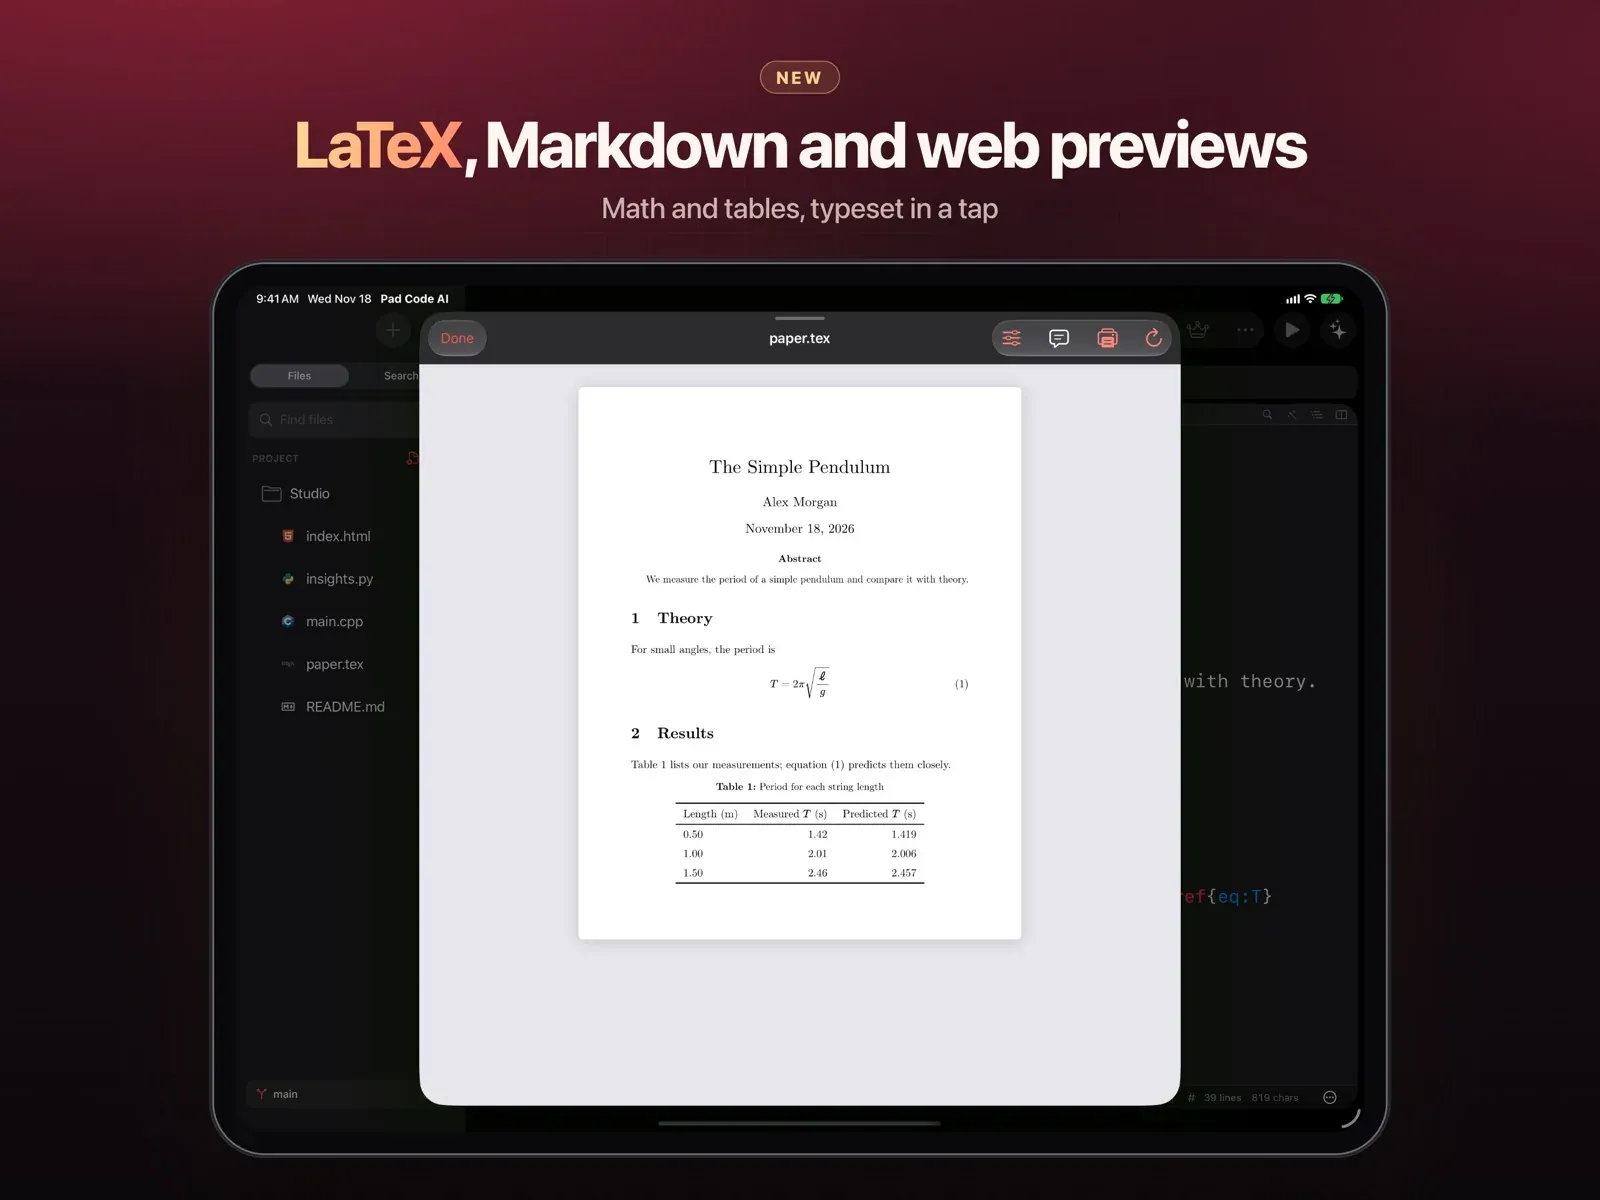 NEW
LaTeX, Markdown and web previews
Math and tables, typeset in a tap
9:41 AM Wed Nov 18 Pad Code AI
Done
paper.tex
Files
Search
Find files
PROJECT
Studio
index.html
insights.py
main.cpp
paper.tex
README.md
main
The Simple Pendulum
Alex Morgan
November 18, 2026
Abstract
We measure the period of a simple pendulum and compare it with theory.
1 Theory
For small angles, the period is
T = 2π√(ℓ/g) (1)
2 Results
Table 1 lists our measurements; equation (1) predicts them closely.
Table 1: Period for each string length
Length (m) Measured T (s) Predicted T (s)
0.50 1.42 1.419
1.00 2.01 2.006
1.50 2.46 2.457
with theory.
ef{eq:T}
# 39 lines 819 chars